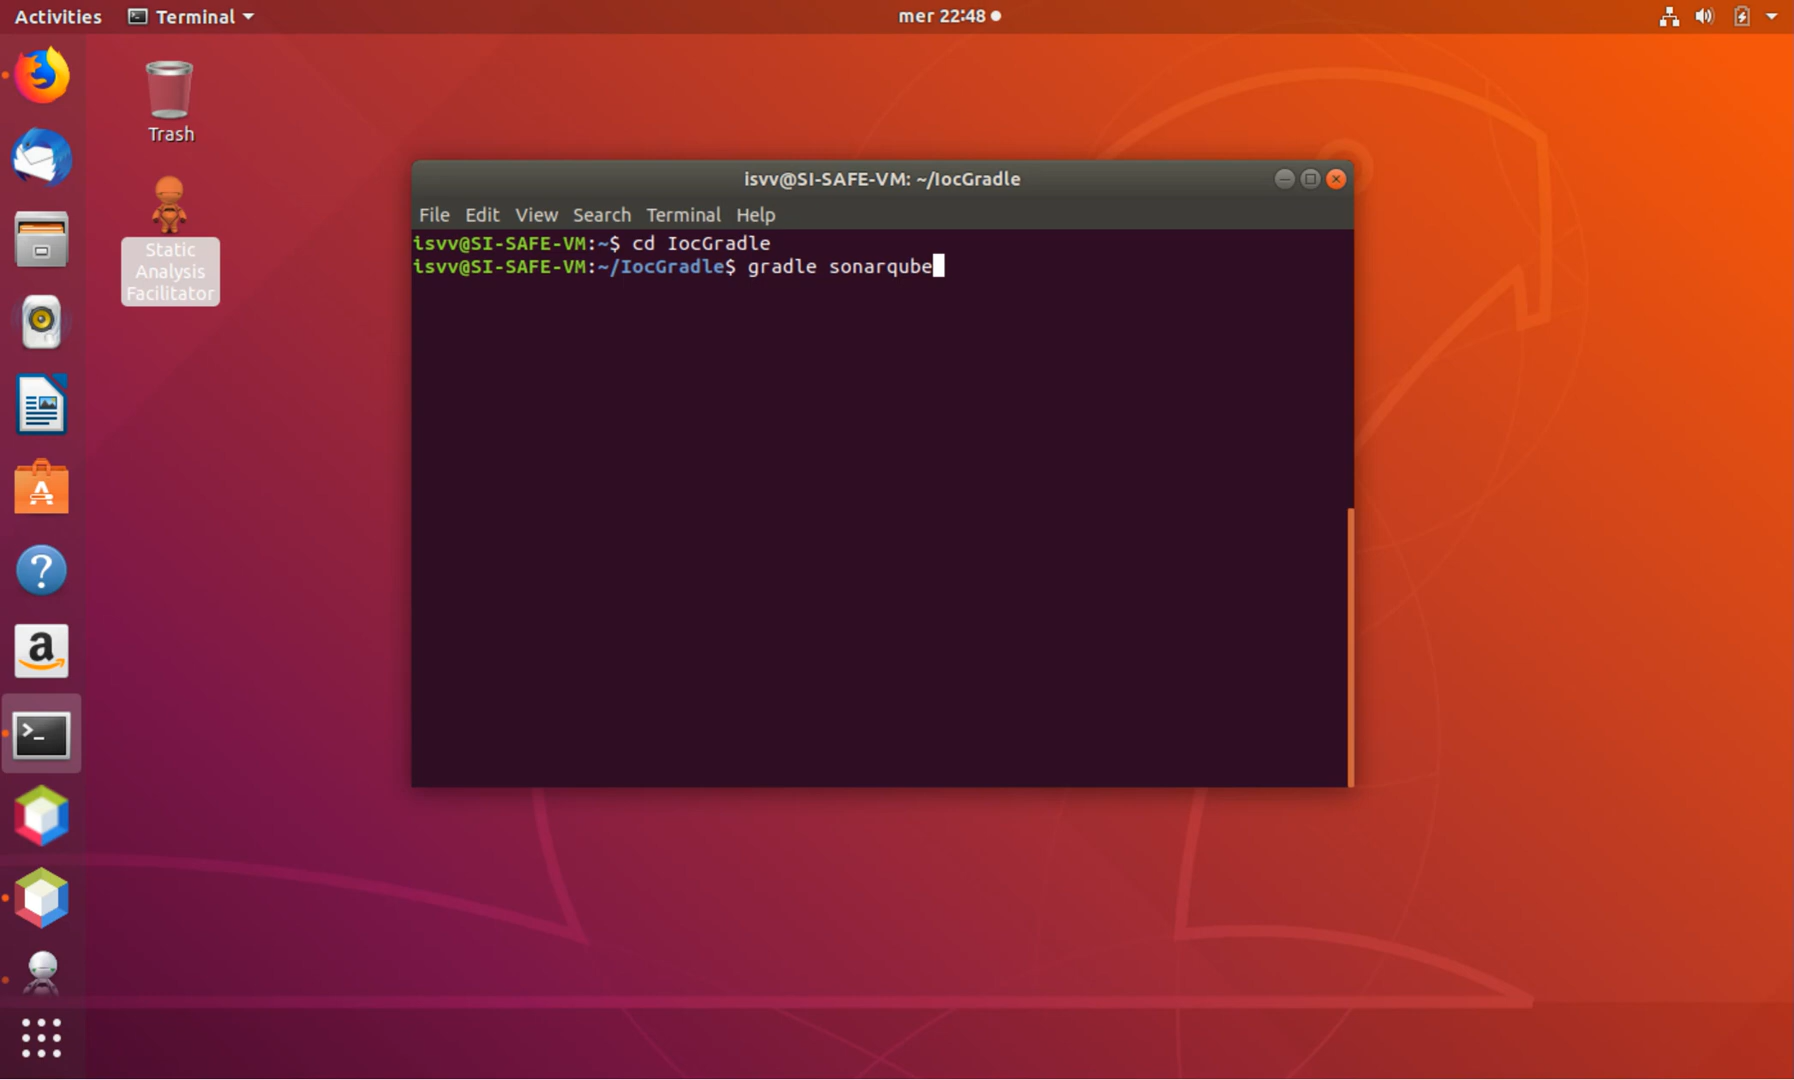 Activities Terminal mer 22:48
Trash
Static
Analysis
Facilitator
isvv@SI-SAFE-VM: ~/IocGradle
File Edit View Search Terminal Help
isvv@SI-SAFE-VM:~$ cd IocGradle
isvv@SI-SAFE-VM:~/IocGradle$ gradle sonarqube